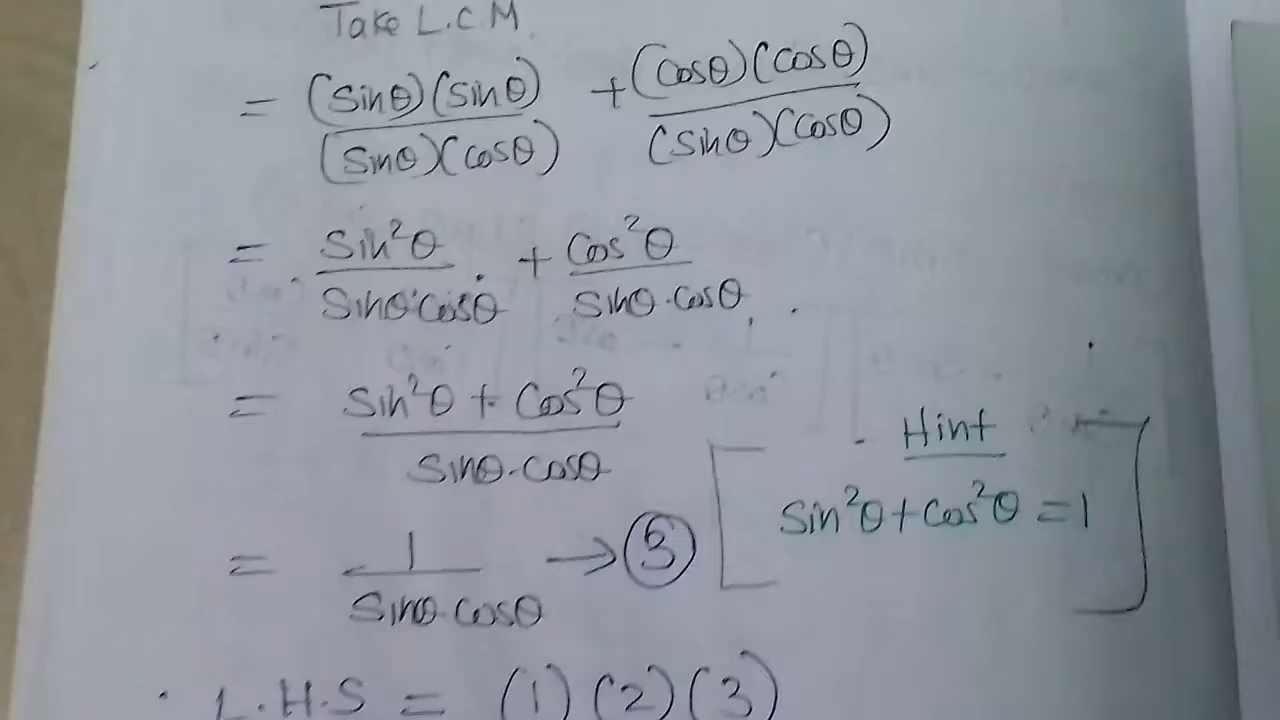 Take L.C M.
= (sinθ)(sinθ)/(sinθ)(cosθ) + (cosθ)(cosθ)/(sinθ)(cosθ)
= sin²θ/sinθ·cosθ + cos²θ/sinθ·cosθ
= sin²θ + cos²θ/sinθ·cosθ
Hint
sin²θ + cos²θ = 1
= 1/sinθ·cosθ → ③
L.H.S = (1)(2)(3)